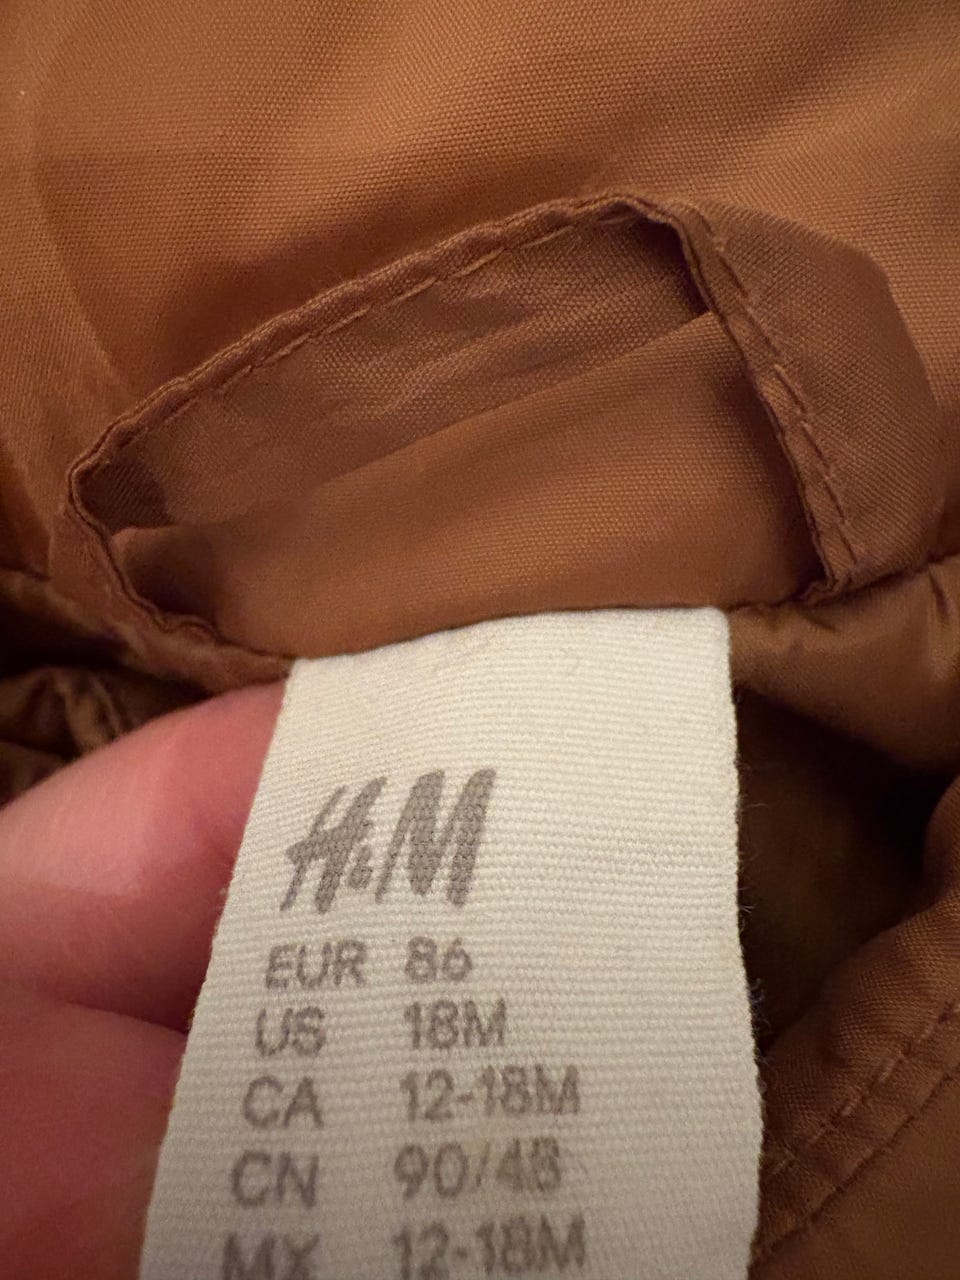 H&M
EUR 86
US 18M
CA 12-18M
CN 90/48
MX 12-18M